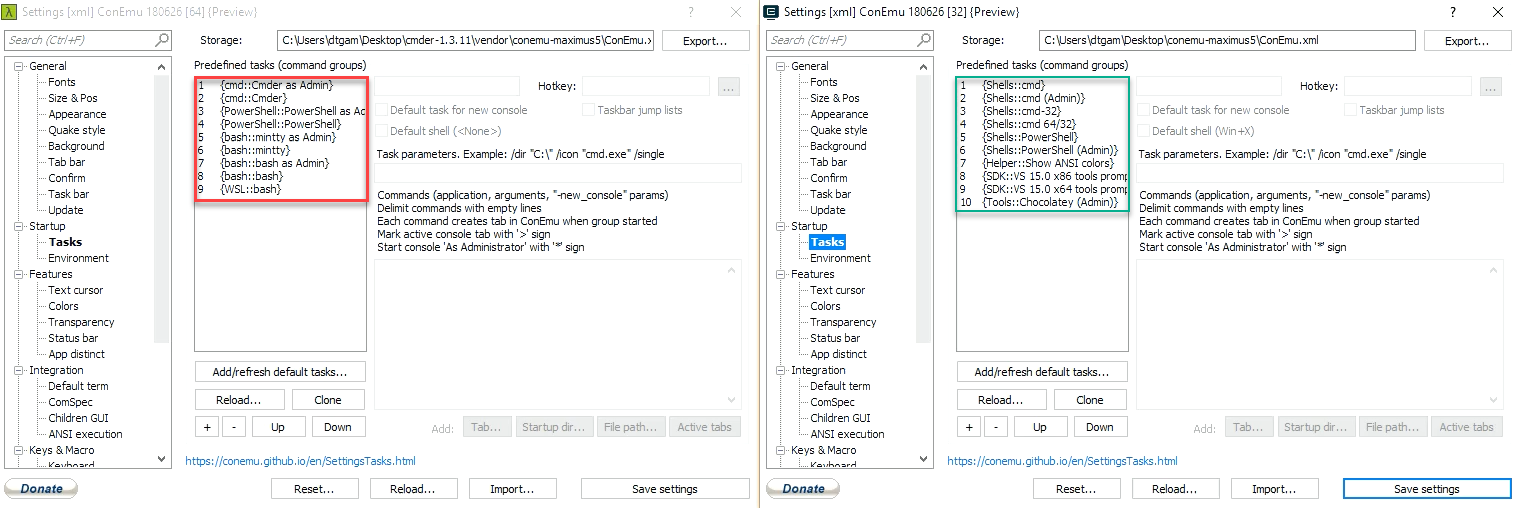 Settings [xml] ConEmu 180626 [64] {Preview}
?
Search (Ctrl+F)
Storage:
C:\Users\dtgam\Desktop\cmder-1.3.11\vendor\conemu-maximus5\ConEmu.x
Export...
General
Fonts
Size & Pos
Appearance
Quake style
Background
Tab bar
Confirm
Task bar
Update
Startup
Tasks
Environment
Features
Text cursor
Colors
Transparency
Status bar
App distinct
Integration
Default term
ComSpec
Children GUI
ANSI execution
Keys & Macro
Keyboard
Predefined tasks (command groups)
1 {cmd::Cmder as Admin}
2 {cmd::Cmder}
3 {PowerShell::PowerShell as Ad
4 {PowerShell::PowerShell}
5 {bash::mintty as Admin}
6 {bash::mintty}
7 {bash::bash as Admin}
8 {bash::bash}
9 {WSL::bash}
Hotkey:
...
Default task for new console
Taskbar jump lists
Default shell (<None>)
Task parameters. Example: /dir "C:\" /icon "cmd.exe" /single
Commands (application, arguments, "-new_console" params)
Delimit commands with empty lines
Each command creates tab in ConEmu when group started
Mark active console tab with '>' sign
Start console 'As Administrator' with '*' sign
Add/refresh default tasks...
Reload...
Clone
+
-
Up
Down
Add:
Tab...
Startup dir...
File path...
Active tabs
https://conemu.github.io/en/SettingsTasks.html
Donate
Reset...
Reload...
Import...
Save settings
Settings [xml] ConEmu 180626 [32] {Preview}
?
Search (Ctrl+F)
Storage:
C:\Users\dtgam\Desktop\conemu-maximus5\ConEmu.xml
Export...
General
Fonts
Size & Pos
Appearance
Quake style
Background
Tab bar
Confirm
Task bar
Update
Startup
Tasks
Environment
Features
Text cursor
Colors
Transparency
Status bar
App distinct
Integration
Default term
ComSpec
Children GUI
ANSI execution
Keys & Macro
Keyboard
Predefined tasks (command groups)
1 {Shells::cmd}
2 {Shells::cmd (Admin)}
3 {Shells::cmd-32}
4 {Shells::cmd 64/32}
5 {Shells::PowerShell}
6 {Shells::PowerShell (Admin)}
7 {Helper::Show ANSI colors}
8 {SDK::VS 15.0 x86 tools promp
9 {SDK::VS 15.0 x64 tools promp
10 {Tools::Chocolatey (Admin)}
Hotkey:
...
Default task for new console
Taskbar jump lists
Default shell (Win+X)
Task parameters. Example: /dir "C:\" /icon "cmd.exe" /single
Commands (application, arguments, "-new_console" params)
Delimit commands with empty lines
Each command creates tab in ConEmu when group started
Mark active console tab with '>' sign
Start console 'As Administrator' with '*' sign
Add/refresh default tasks...
Reload...
Clone
+
-
Up
Down
Add:
Tab...
Startup dir...
File path...
Active tabs
https://conemu.github.io/en/SettingsTasks.html
Donate
Reset...
Reload...
Import...
Save settings